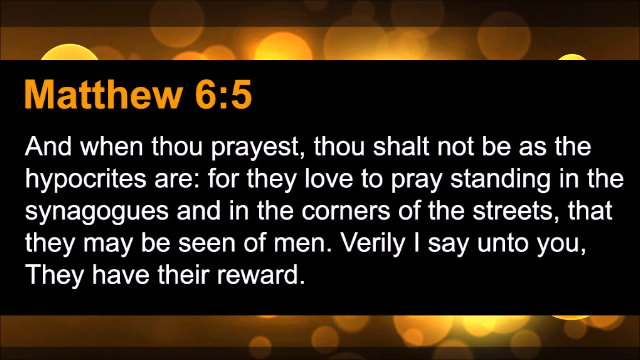 Matthew 6:5
And when thou prayest, thou shalt not be as the
hypocrites are: for they love to pray standing in the
synagogues and in the corners of the streets, that
they may be seen of men. Verily I say unto you,
They have their reward.